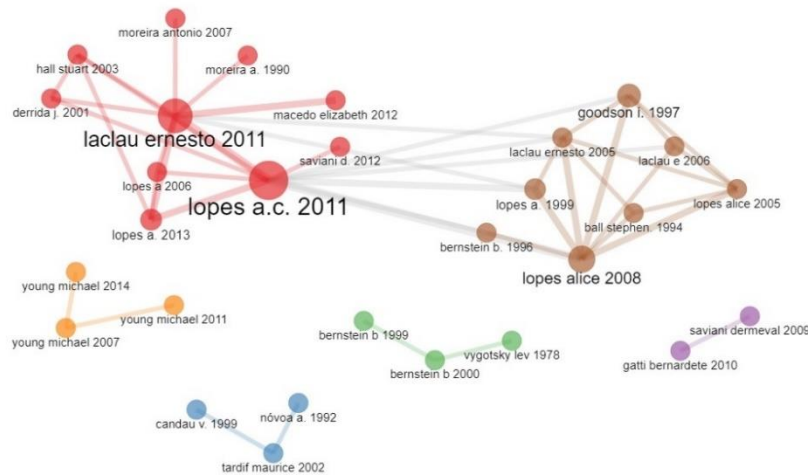 moreira antonio 2007
hall stuart 2003
moreira a. 1990
derrida j. 2001
macedo elizabeth 2012
laclau ernesto 2011
saviani d. 2012
lopes a 2006
lopes a.c. 2011
lopes a. 2013
goodson I. 1997
laclau ernesto 2005
laclau e 2006
lopes a. 1999
lopes alice 2005
ball stephen. 1994
bernstein b. 1996
lopes alice 2008
young michael 2014
young michael 2011
young michael 2007
bernstein b 1999
vygotsky lev 1978
bernstein b 2000
saviani dermeval 2009
gatti bernardete 2010
candau v. 1999
nóvoa a. 1992
tardif maurice 2002